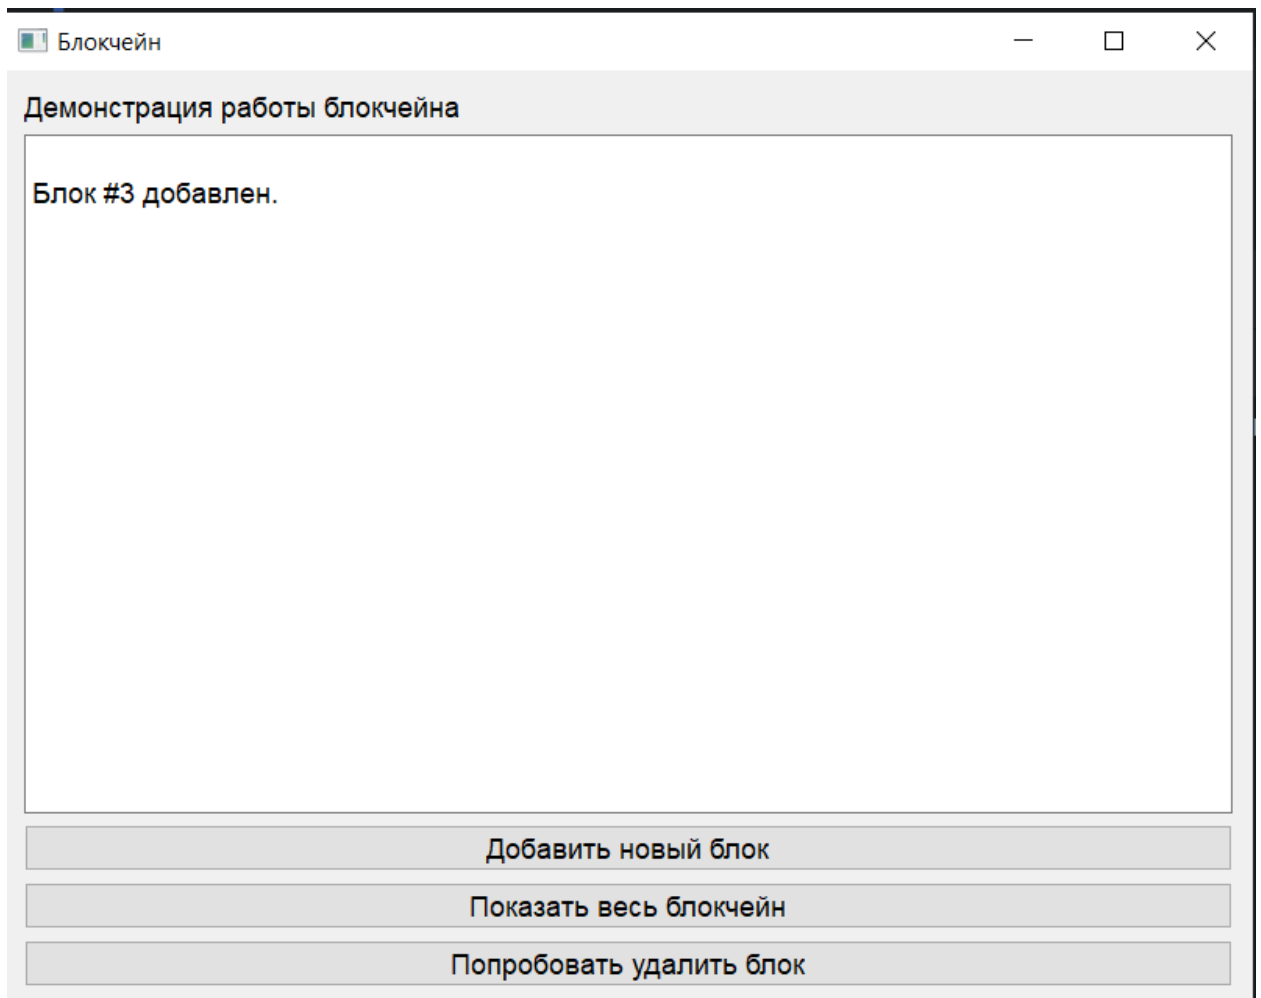 Блокчейн
Демонстрация работы блокчейна
Блок #3 добавлен.
Добавить новый блок
Показать весь блокчейн
Попробовать удалить блок